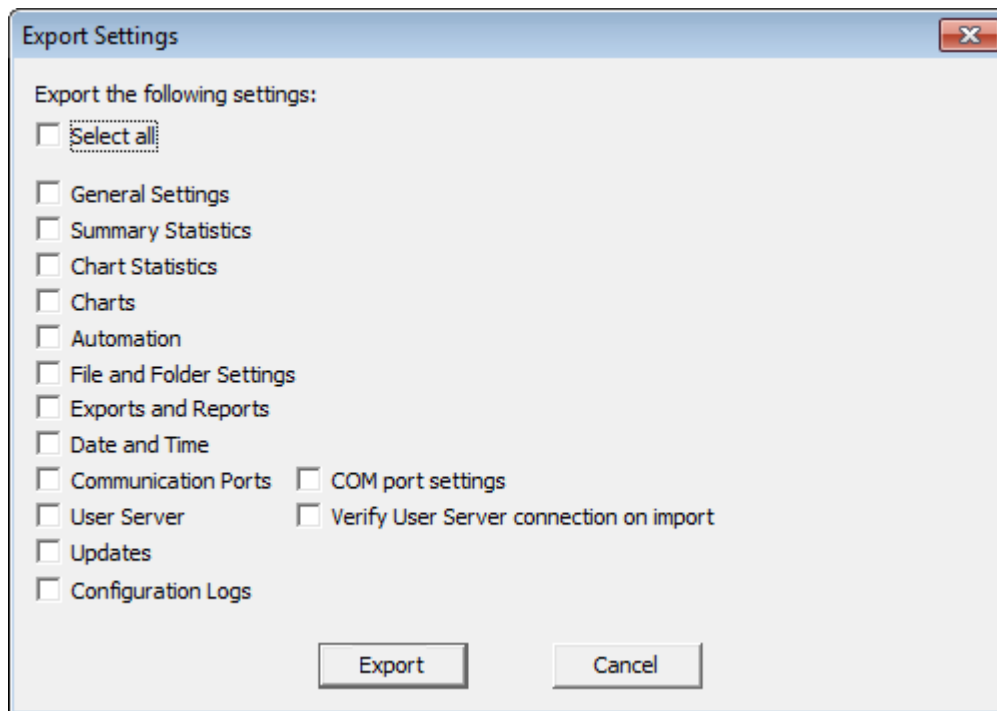 Export Settings
Export the following settings:
Select all
General Settings
Summary Statistics
Chart Statistics
Charts
Automation
File and Folder Settings
Exports and Reports
Date and Time
Communication Ports COM port settings
User Server Verify User Server connection on import
Updates
Configuration Logs
Export Cancel